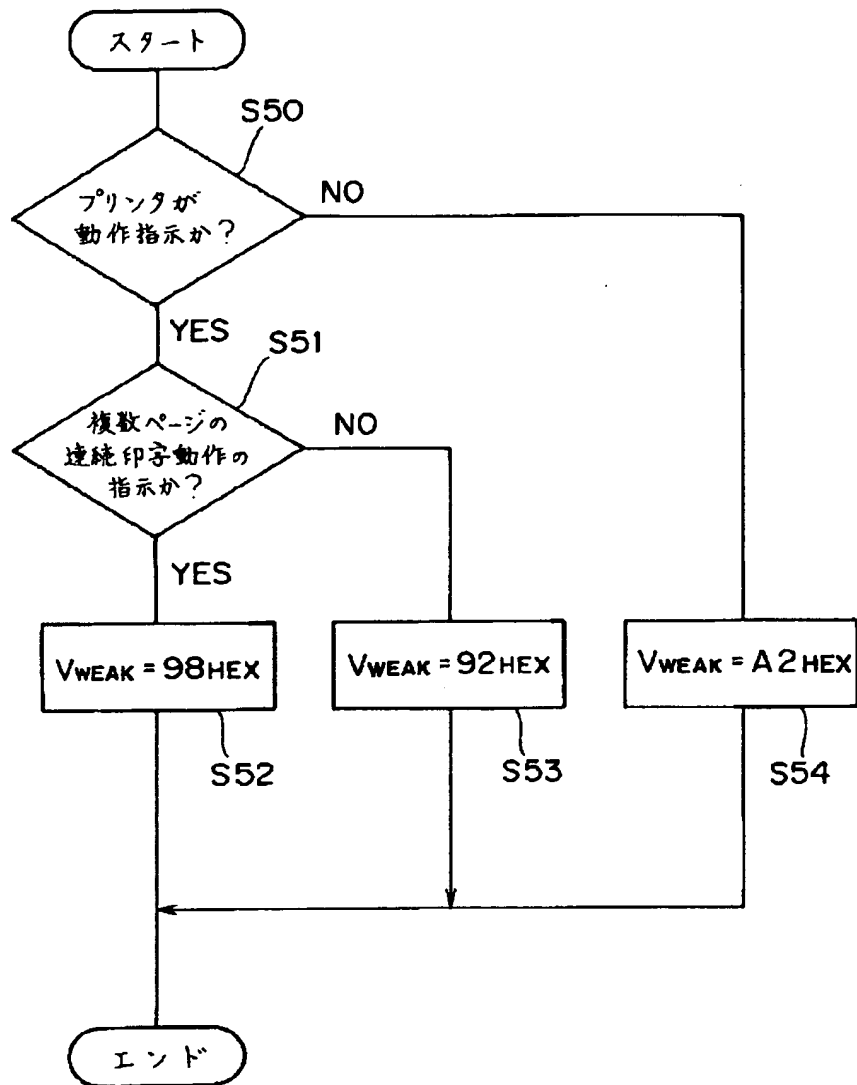 スタート
S50
プリンタが
動作指示か?
NO
YES
S51
複数ページの
連続印字動作の
指示か?
NO
YES
VWEAK = 98HEX
VWEAK = 92HEX
VWEAK = A2HEX
S52
S53
S54
エンド